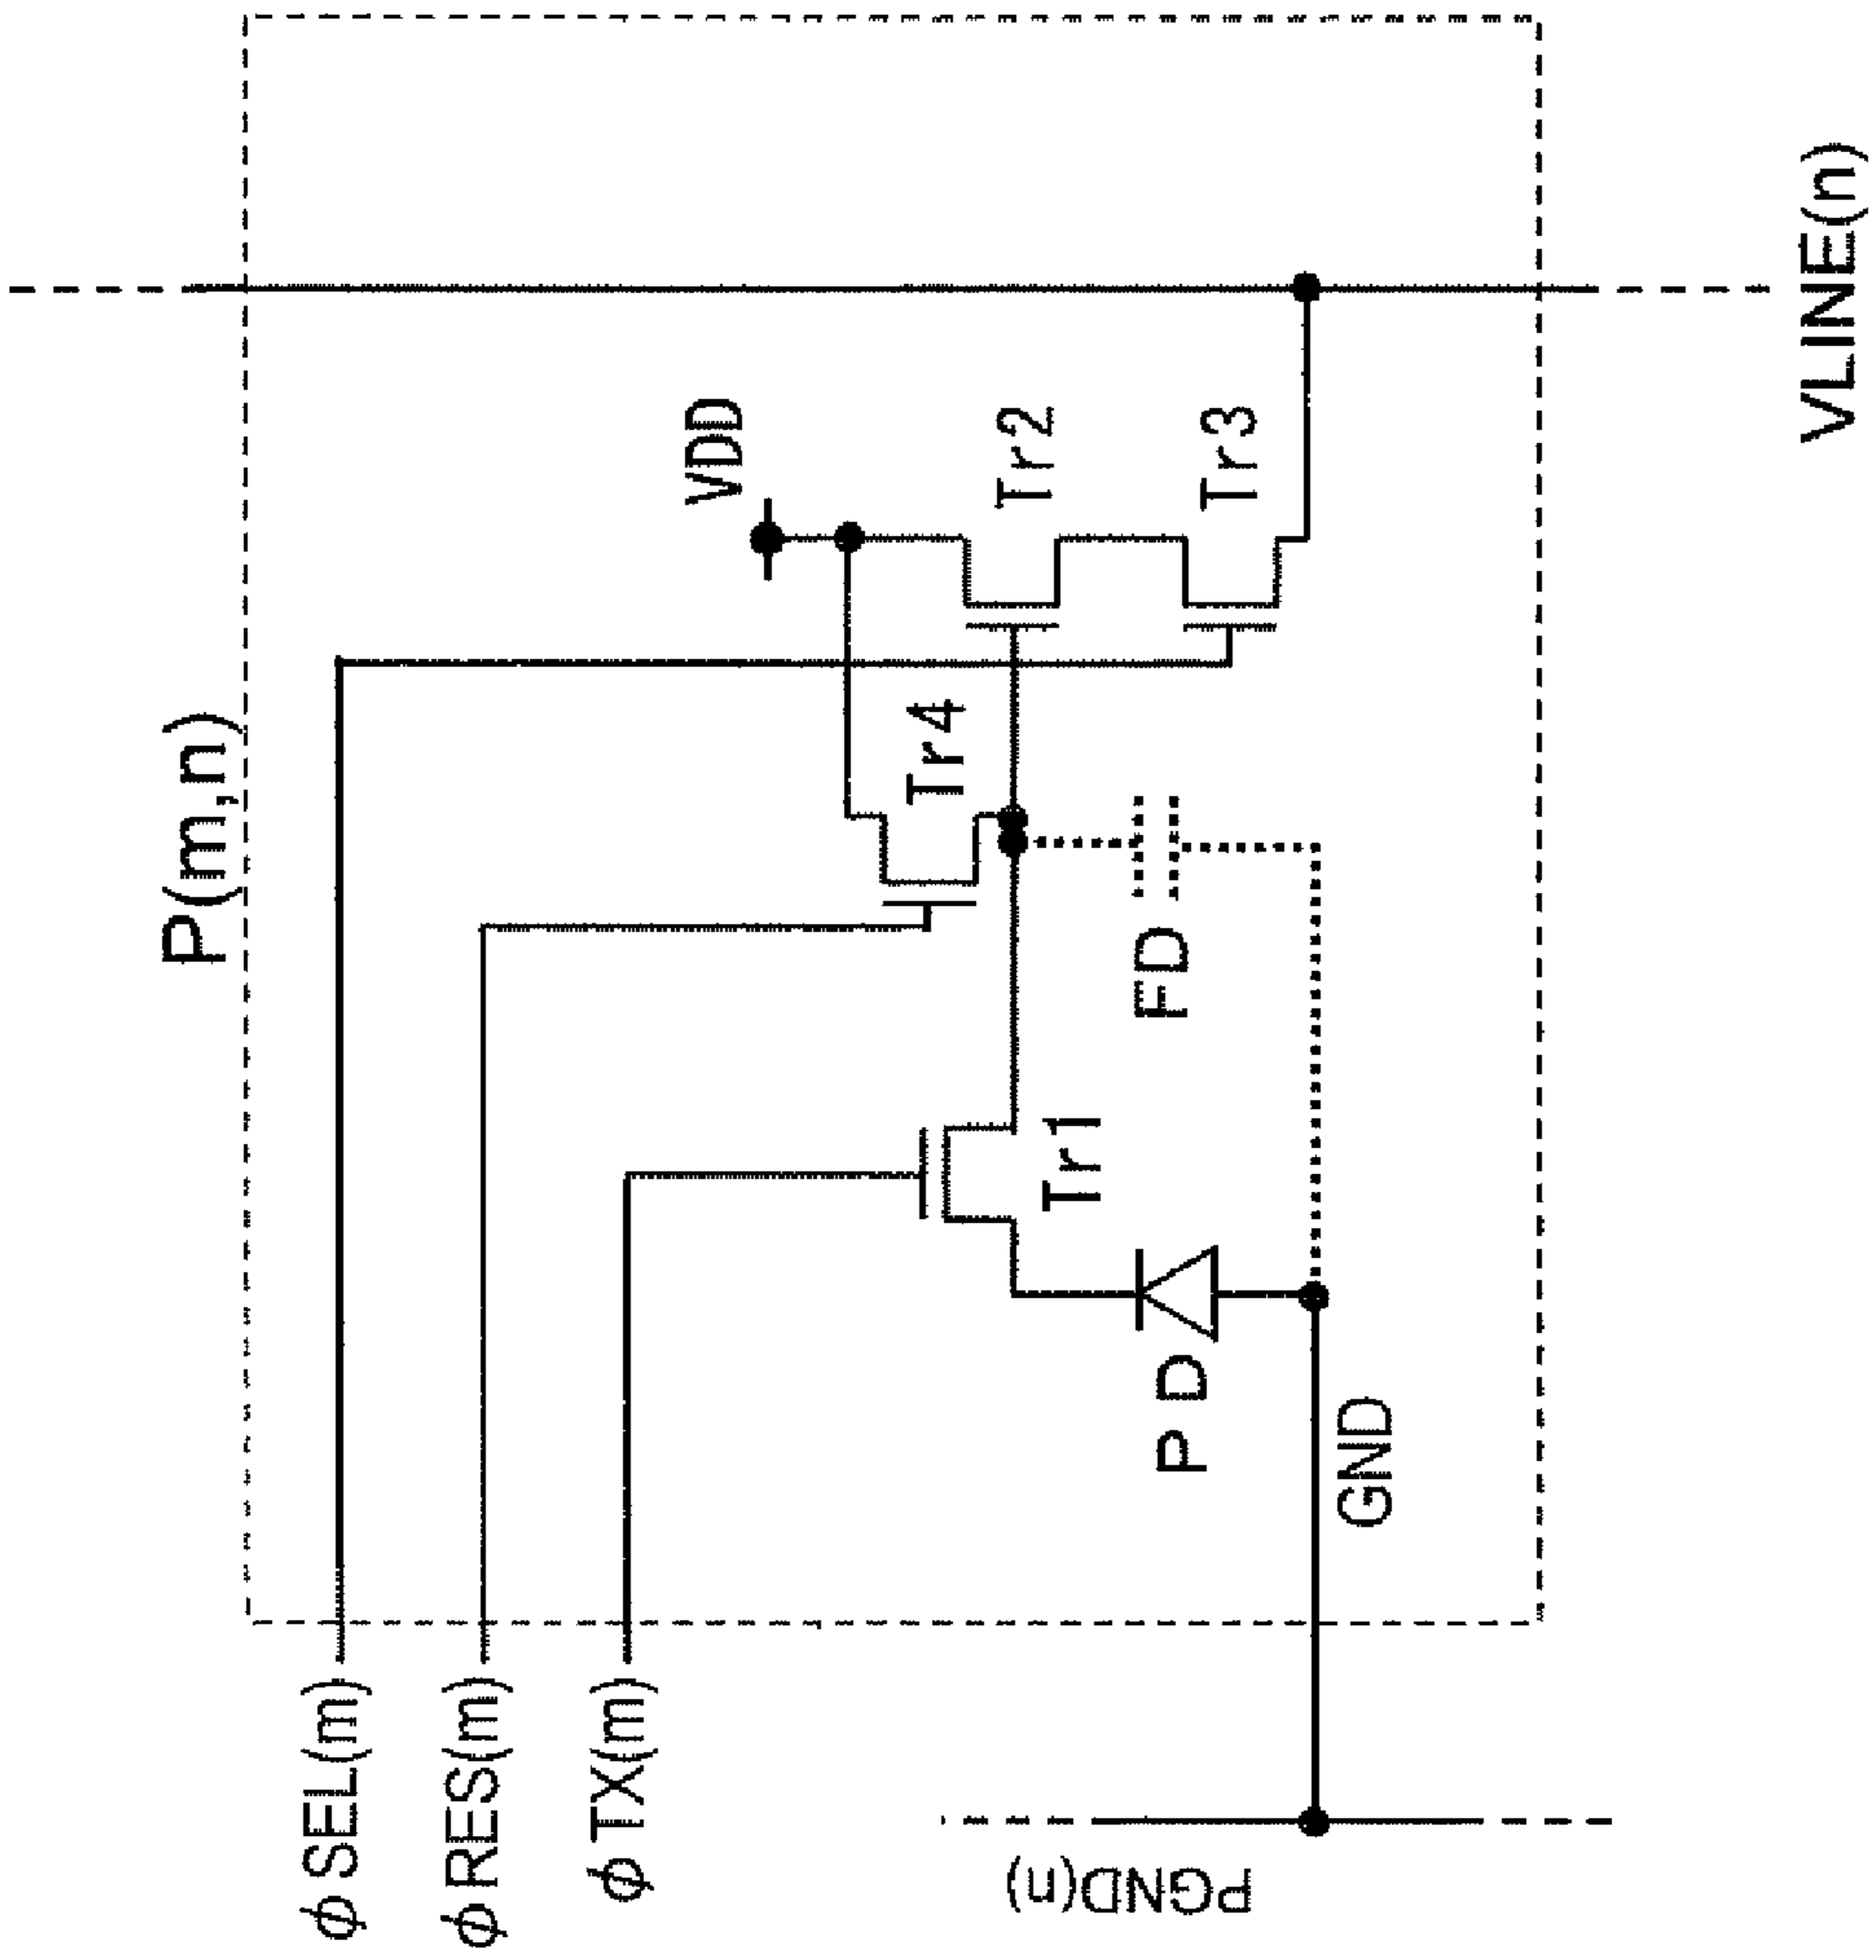 P(m,n)
φSEL(m)
φRES(m)
φTX(m)
VDD
Tr4
Tr2
Tr3
Tr1
FD
PD
GND
PGND(n)
VLINE(n)